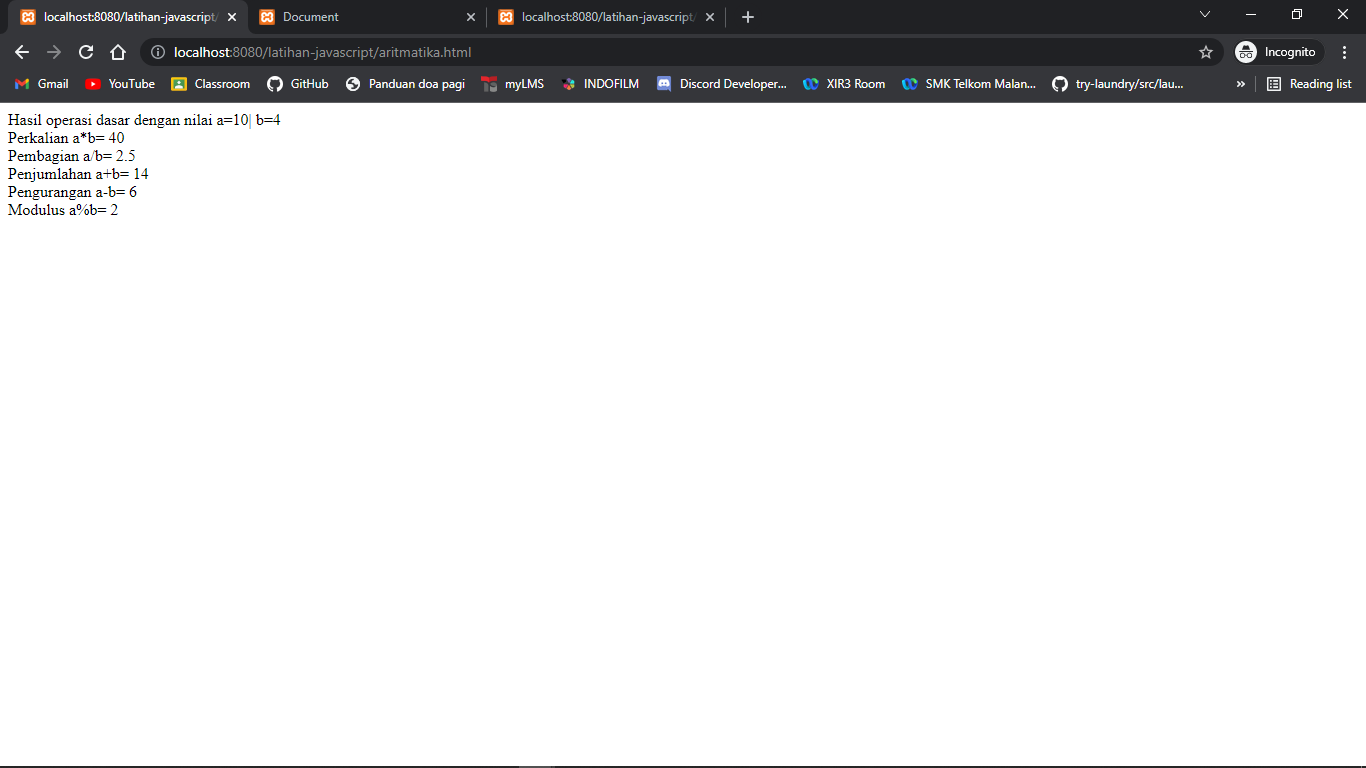 localhost:8080/latihan-javascript/
Document
localhost:8080/latihan-javascript/
localhost:8080/latihan-javascript/aritmatika.html
Incognito
Gmail
YouTube
Classroom
GitHub
Panduan doa pagi
myLMS
INDOFILM
Discord Developer...
XIR3 Room
SMK Telkom Malan...
try-laundry/src/lau...
»
Reading list
Hasil operasi dasar dengan nilai a=10| b=4
Perkalian a*b= 40
Pembagian a/b= 2.5
Penjumlahan a+b= 14
Pengurangan a-b= 6
Modulus a%b= 2